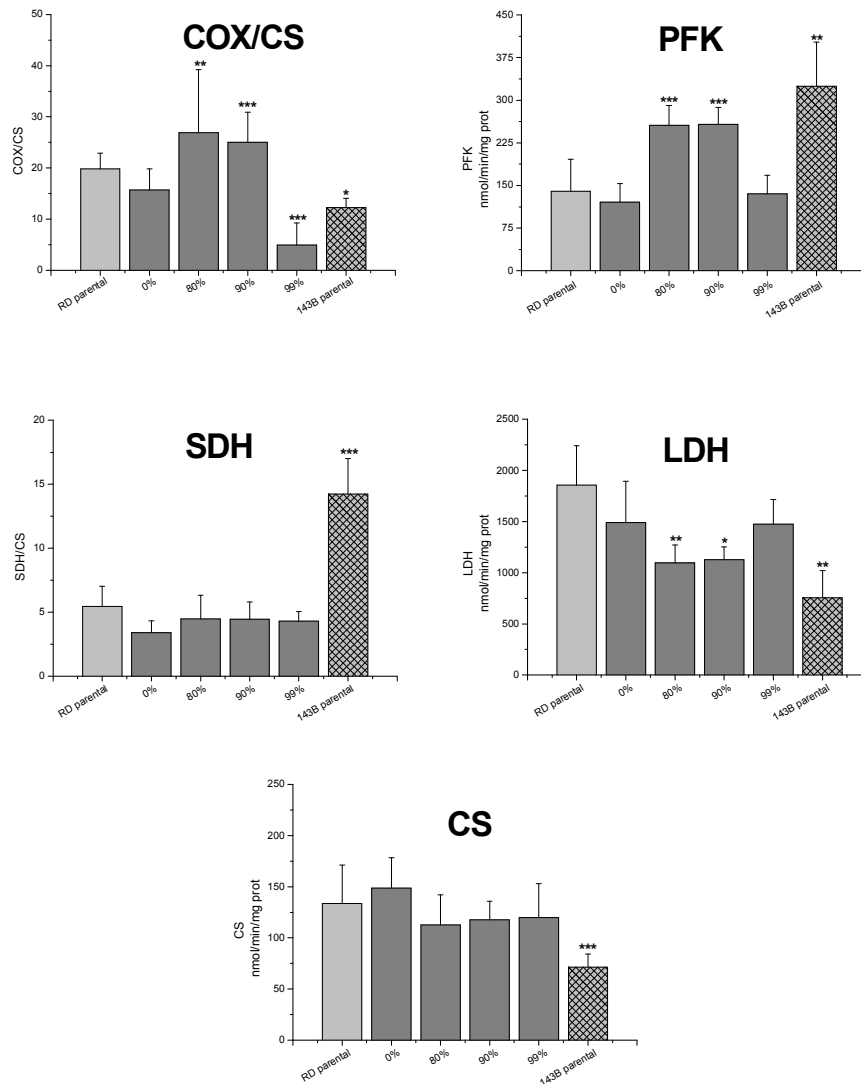 COX/CS
50
40
30
20
10
0
COX/CS
**
***
***
*
RD parental
0%
80%
90%
99%
143B parental
PFK
450
375
300
225
150
75
0
PFK
nmol/min/mg prot
***
***
**
RD parental
0%
80%
90%
99%
143B parental
SDH
20
15
10
5
0
SDH/CS
***
RD parental
0%
80%
90%
99%
143B parental
LDH
2500
2000
1500
1000
500
0
LDH
nmol/min/mg prot
**
*
**
RD parental
0%
80%
90%
99%
143B parental
CS
250
200
150
100
50
0
CS
nmol/min/mg prot
***
RD parental
0%
80%
90%
99%
143B parental